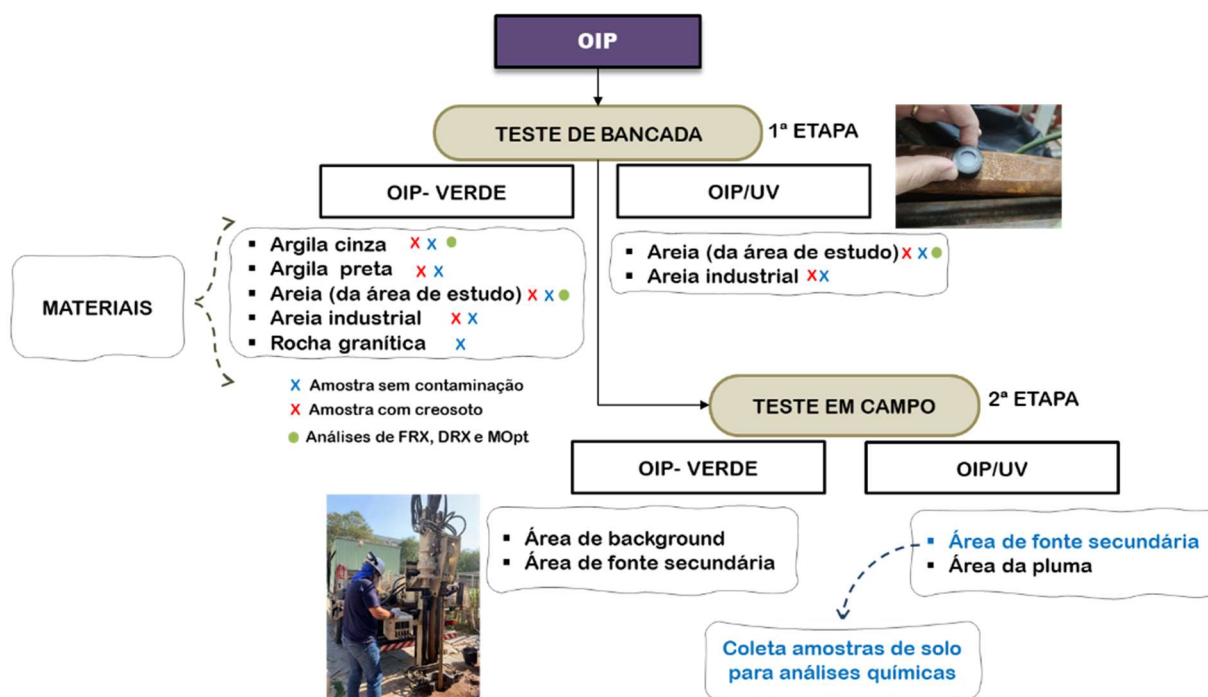 OIP
TESTE DE BANCADA
1ª ETAPA
OIP- VERDE
OIP/UV
MATERIAIS
▪ Argila cinza x x ●
▪ Argila preta x x
▪ Areia (da área de estudo) x x ●
▪ Areia industrial x x
▪ Rocha granítica x
▪ Areia (da área de estudo) x x ●
▪ Areia industrial xx
x Amostra sem contaminação
x Amostra com creosoto
● Análises de FRX, DRX e MOpt
TESTE EM CAMPO
2ª ETAPA
OIP- VERDE
OIP/UV
▪ Área de background
▪ Área de fonte secundária
▪ Área de fonte secundária
▪ Área da pluma
Coleta amostras de solo
para análises químicas